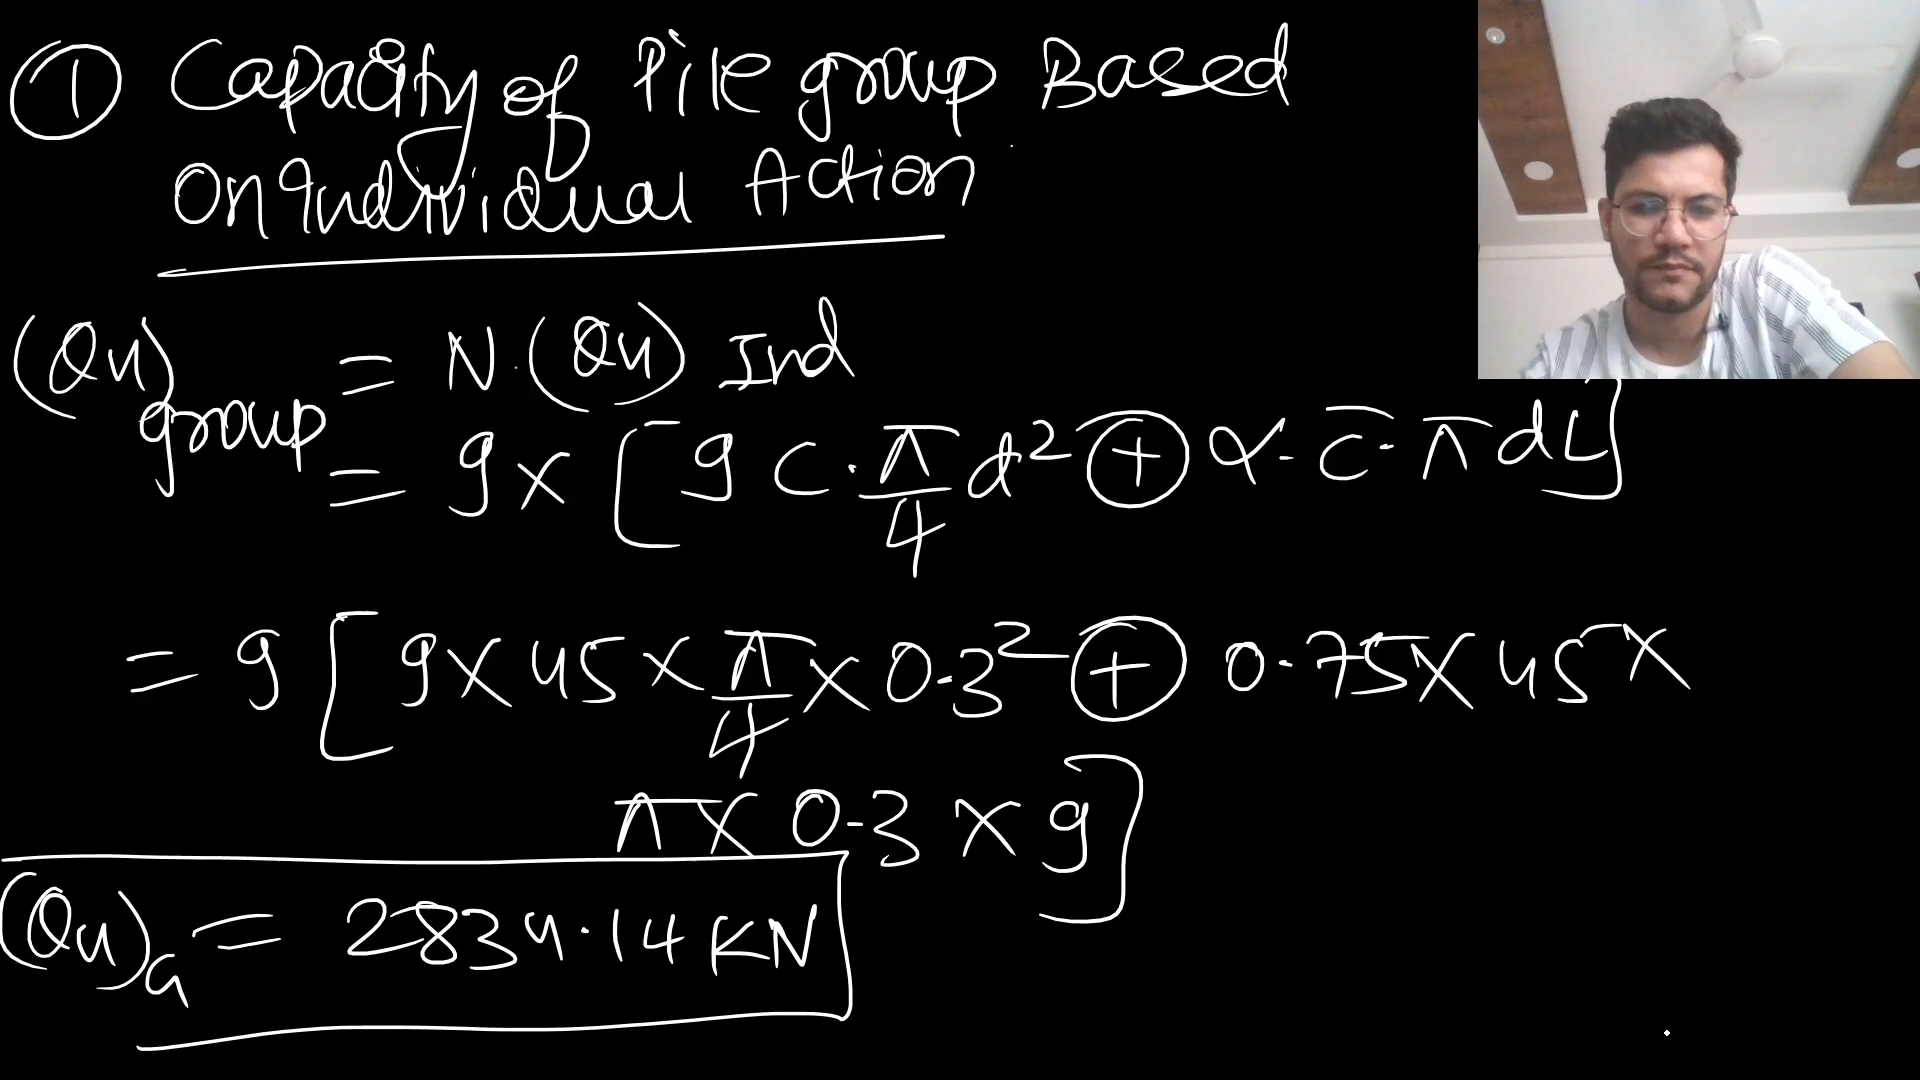 ① Capacity of Pile group Based
On Individual Action
(Qu)group = N.(Qu) Ind
= 9 x [9 c . π/4 d² ⊕ α . c̄ . π d L]
= 9 [9 x 45 x π/4 x 0.3² ⊕ 0.75 x 45 x
π x 0.3 x 9]
(Qu)G = 2834.14 KN